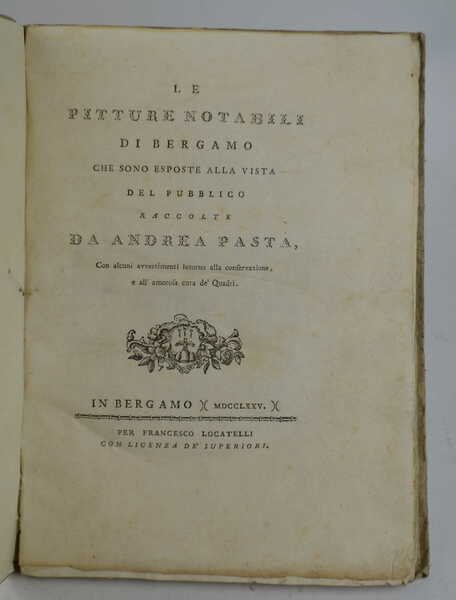 LE
PITTURE NOTABILI
DI BERGAMO
CHE SONO ESPOSTE ALLA VISTA
DEL PUBBLICO
RACCOLTE
DA ANDREA PASTA,
Con alcuni avvertimenti intorno alla conservazione,
e all' amorosa cura de' Quadri.
IN BERGAMO )( MDCCLXXV. )(
PER FRANCESCO LOCATELLI
CON LICENZA DE' SUPERIORI.